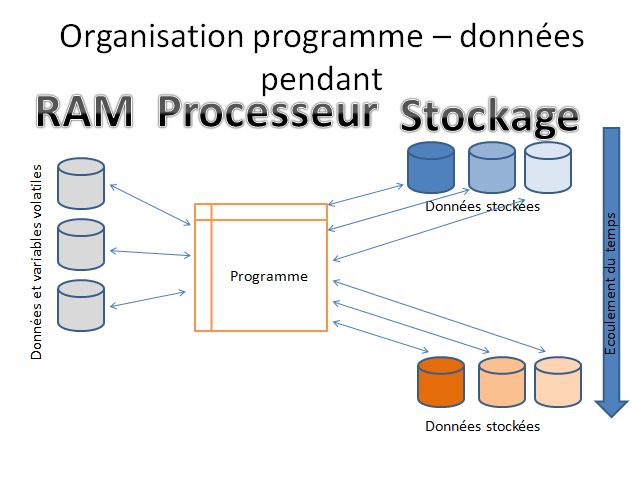 Organisation programme – données
pendant
RAM Processeur Stockage
Données et variables volatiles
Données stockées
Programme
Ecoulement du temps
Données stockées